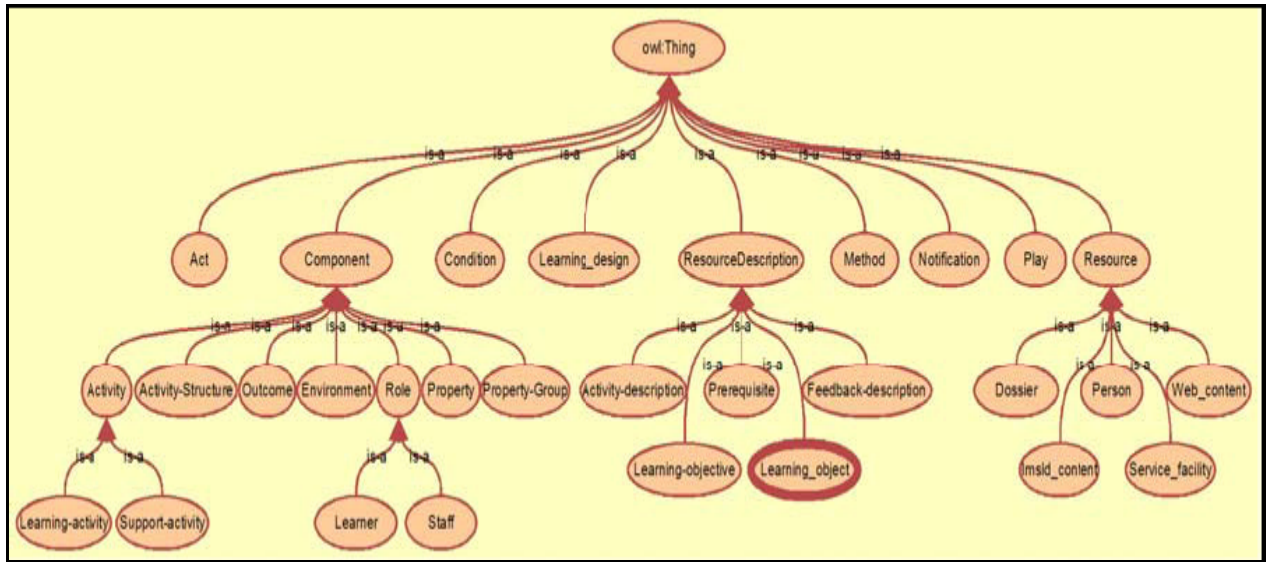 owl:Thing
is-a is-a is-a is-a is-a is-a is-a is-a is-a
Act Component Condition Learning_design ResourceDescription Method Notification Play Resource
is-a is-a is-a is-a is-a is-a is-a is-a is-a is-a is-a is-a is-a
is-a is-a is-a is-a
Activity Activity-Structure Outcome Environment Role Property Property-Group Activity-description Prerequisite Feedback-description Dossier Person Web_content
is-a is-a is-a is-a
Learning-objective Learning_object Imsld_content Service_facility
Learning-activity Support-activity Learner Staff